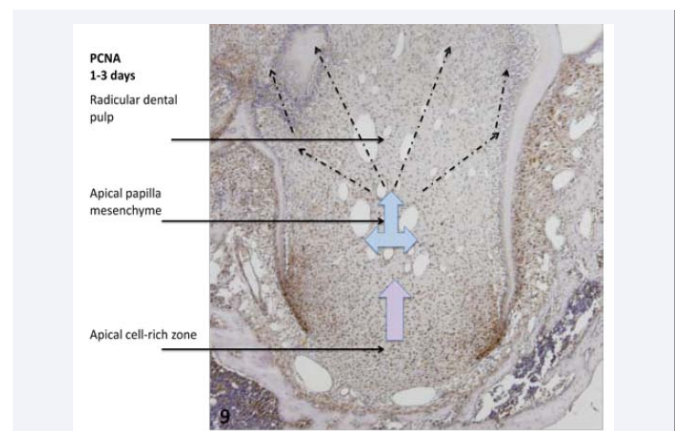 PCNA
1-3 days
Radicular dental
pulp
Apical papilla
mesenchyme
Apical cell-rich zone
9